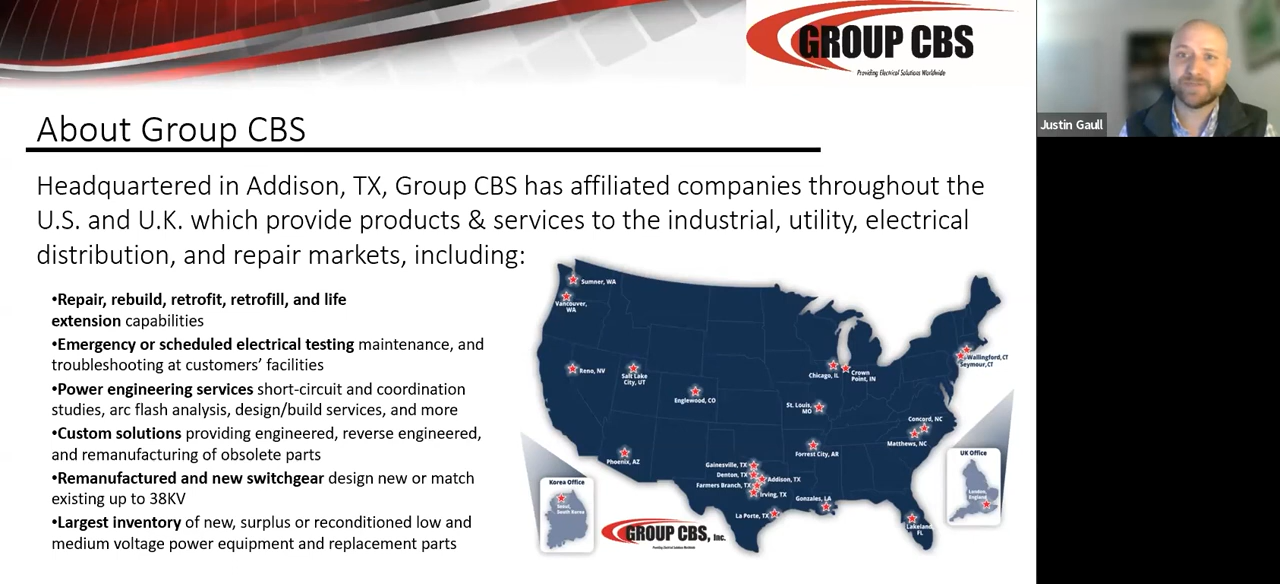 GROUP CBS
Providing Electrical Solutions Worldwide
Justin Gaull
About Group CBS
Headquartered in Addison, TX, Group CBS has affiliated companies throughout the
U.S. and U.K. which provide products & services to the industrial, utility, electrical
distribution, and repair markets, including:
•Repair, rebuild, retrofit, retrofill, and life
extension capabilities
•Emergency or scheduled electrical testing maintenance, and
troubleshooting at customers’ facilities
•Power engineering services short-circuit and coordination
studies, arc flash analysis, design/build services, and more
•Custom solutions providing engineered, reverse engineered,
and remanufacturing of obsolete parts
•Remanufactured and new switchgear design new or match
existing up to 38KV
•Largest inventory of new, surplus or reconditioned low and
medium voltage power equipment and replacement parts
Sumner, WA
Vancouver,
WA
Reno, NV
Salt Lake
City, UT
Englewood, CO
Phoenix, AZ
Chicago, IL
Crown
Point, IN
St. Louis,
MO
Forrest City, AR
Wallingford, CT
Seymour, CT
Concord, NC
Matthews, NC
Gainesville, TX
Denton, TX
Addison, TX
Farmers Branch, TX
Irving, TX
La Porte, TX
Gonzales, LA
Lakeland,
FL
Korea Office
Seoul,
South Korea
UK Office
London,
England
GROUP CBS, Inc.
Providing Electrical Solutions Worldwide